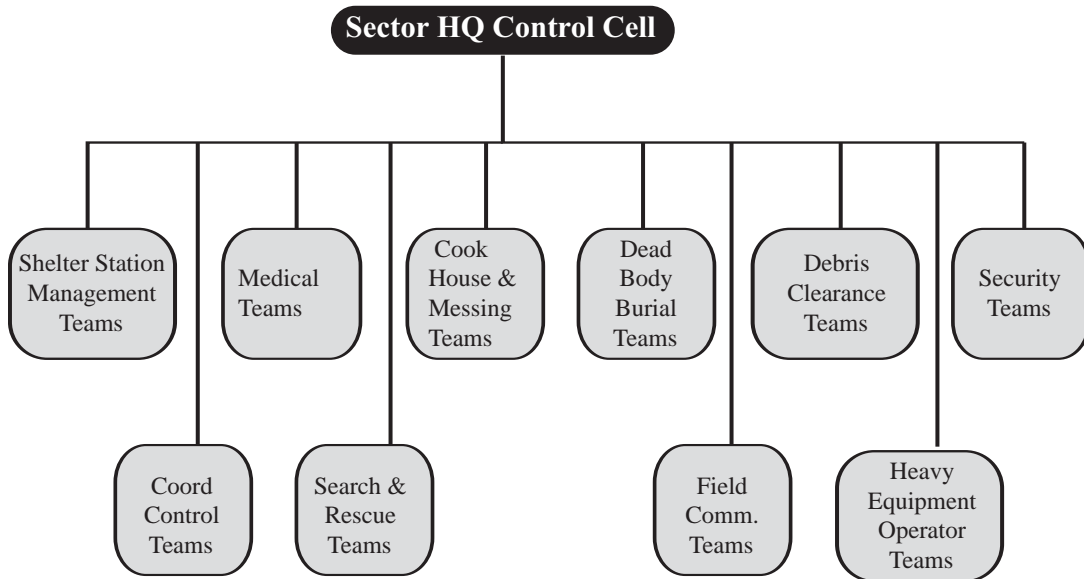 Sector HQ Control Cell
Shelter Station
Management
Teams
Medical
Teams
Cook
House &
Messing
Teams
Dead
Body
Burial
Teams
Debris
Clearance
Teams
Security
Teams
Coord
Control
Teams
Search &
Rescue
Teams
Field
Comm.
Teams
Heavy
Equipment
Operator
Teams